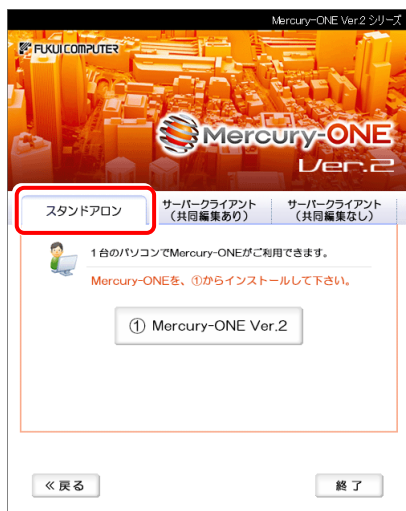 Mercury-ONE Ver.2 シリーズ
FUKUI COMPUTER
Mercury-ONE
Ver.2
スタンドアロン
サーバークライアント
（共同編集あり）
サーバークライアント
（共同編集なし）
1台のパソコンでMercury-ONEがご利用できます。
Mercury-ONEを、①からインストールして下さい。
① Mercury-ONE Ver.2
≪戻る
終了